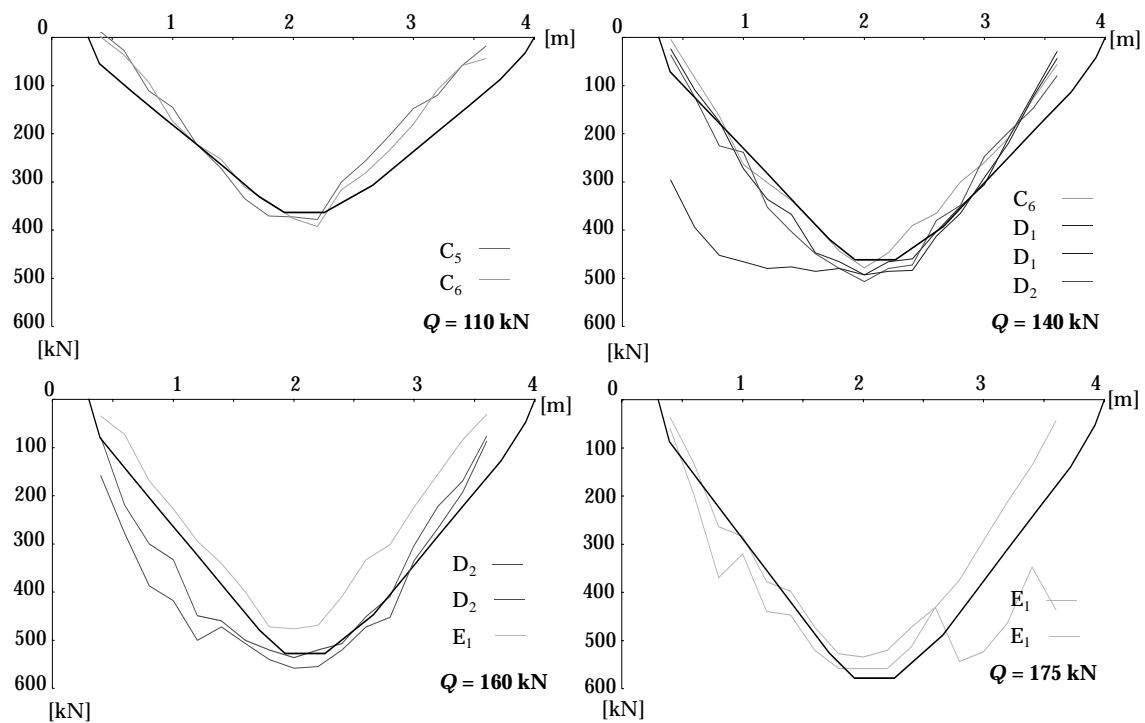 0 1 2 3 4
[m]
100
200
300
400
500
600
[kN]
C5
C6
Q = 110 kN
0 1 2 3 4
[m]
100
200
300
400
500
600
[kN]
C6
D1
D1
D2
Q = 140 kN
0 1 2 3 4
[m]
100
200
300
400
500
600
[kN]
D2
D2
E1
Q = 160 kN
0 1 2 3 4
[m]
100
200
300
400
500
600
[kN]
E1
E1
Q = 175 kN